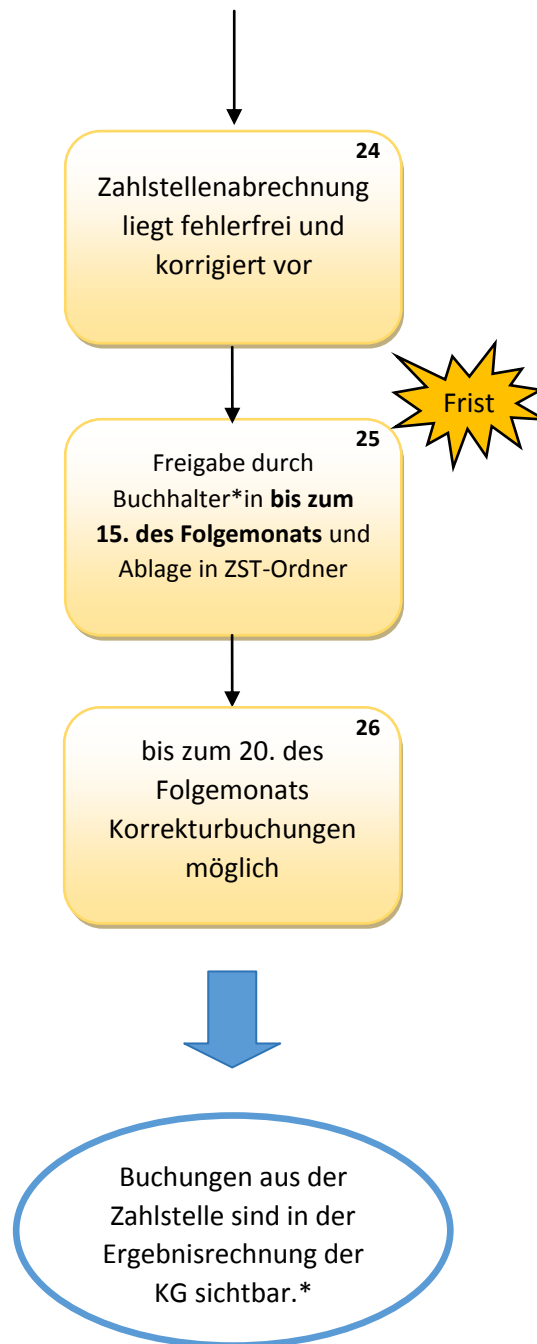 24
Zahlstellenabrechnung
liegt fehlerfrei und
korrigiert vor
Frist
25
Freigabe durch
Buchhalter*in bis zum
15. des Folgemonats und
Ablage in ZST-Ordner
26
bis zum 20. des
Folgemonats
Korrekturbuchungen
möglich
Buchungen aus der
Zahlstelle sind in der
Ergebnisrechnung der
KG sichtbar.*